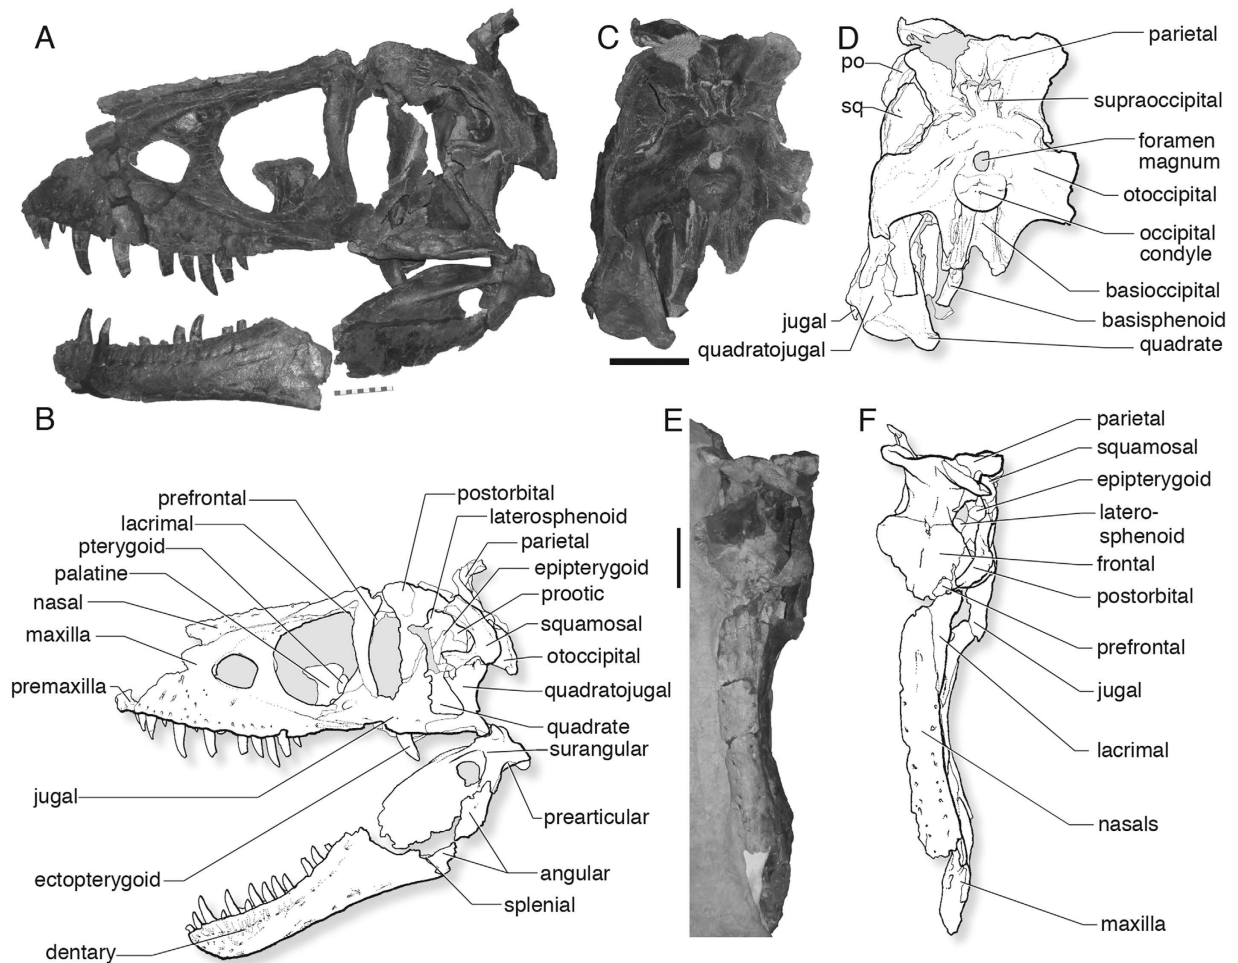 A
C
D
po
sq
parietal
supraoccipital
foramen
magnum
otoccipital
occipital
condyle
basioccipital
basisphenoid
quadrate
jugal
quadratojugal
B
prefrontal
lacrimal
pterygoid
palatine
nasal
maxilla
premaxilla
jugal
ectopterygoid
dentary
postorbital
laterosphenoid
parietal
epipterygoid
prootic
squamosal
otoccipital
quadratojugal
quadrate
surangular
prearticular
angular
splenial
E
F
parietal
squamosal
epipterygoid
latero-
sphenoid
frontal
postorbital
prefrontal
jugal
lacrimal
nasals
maxilla